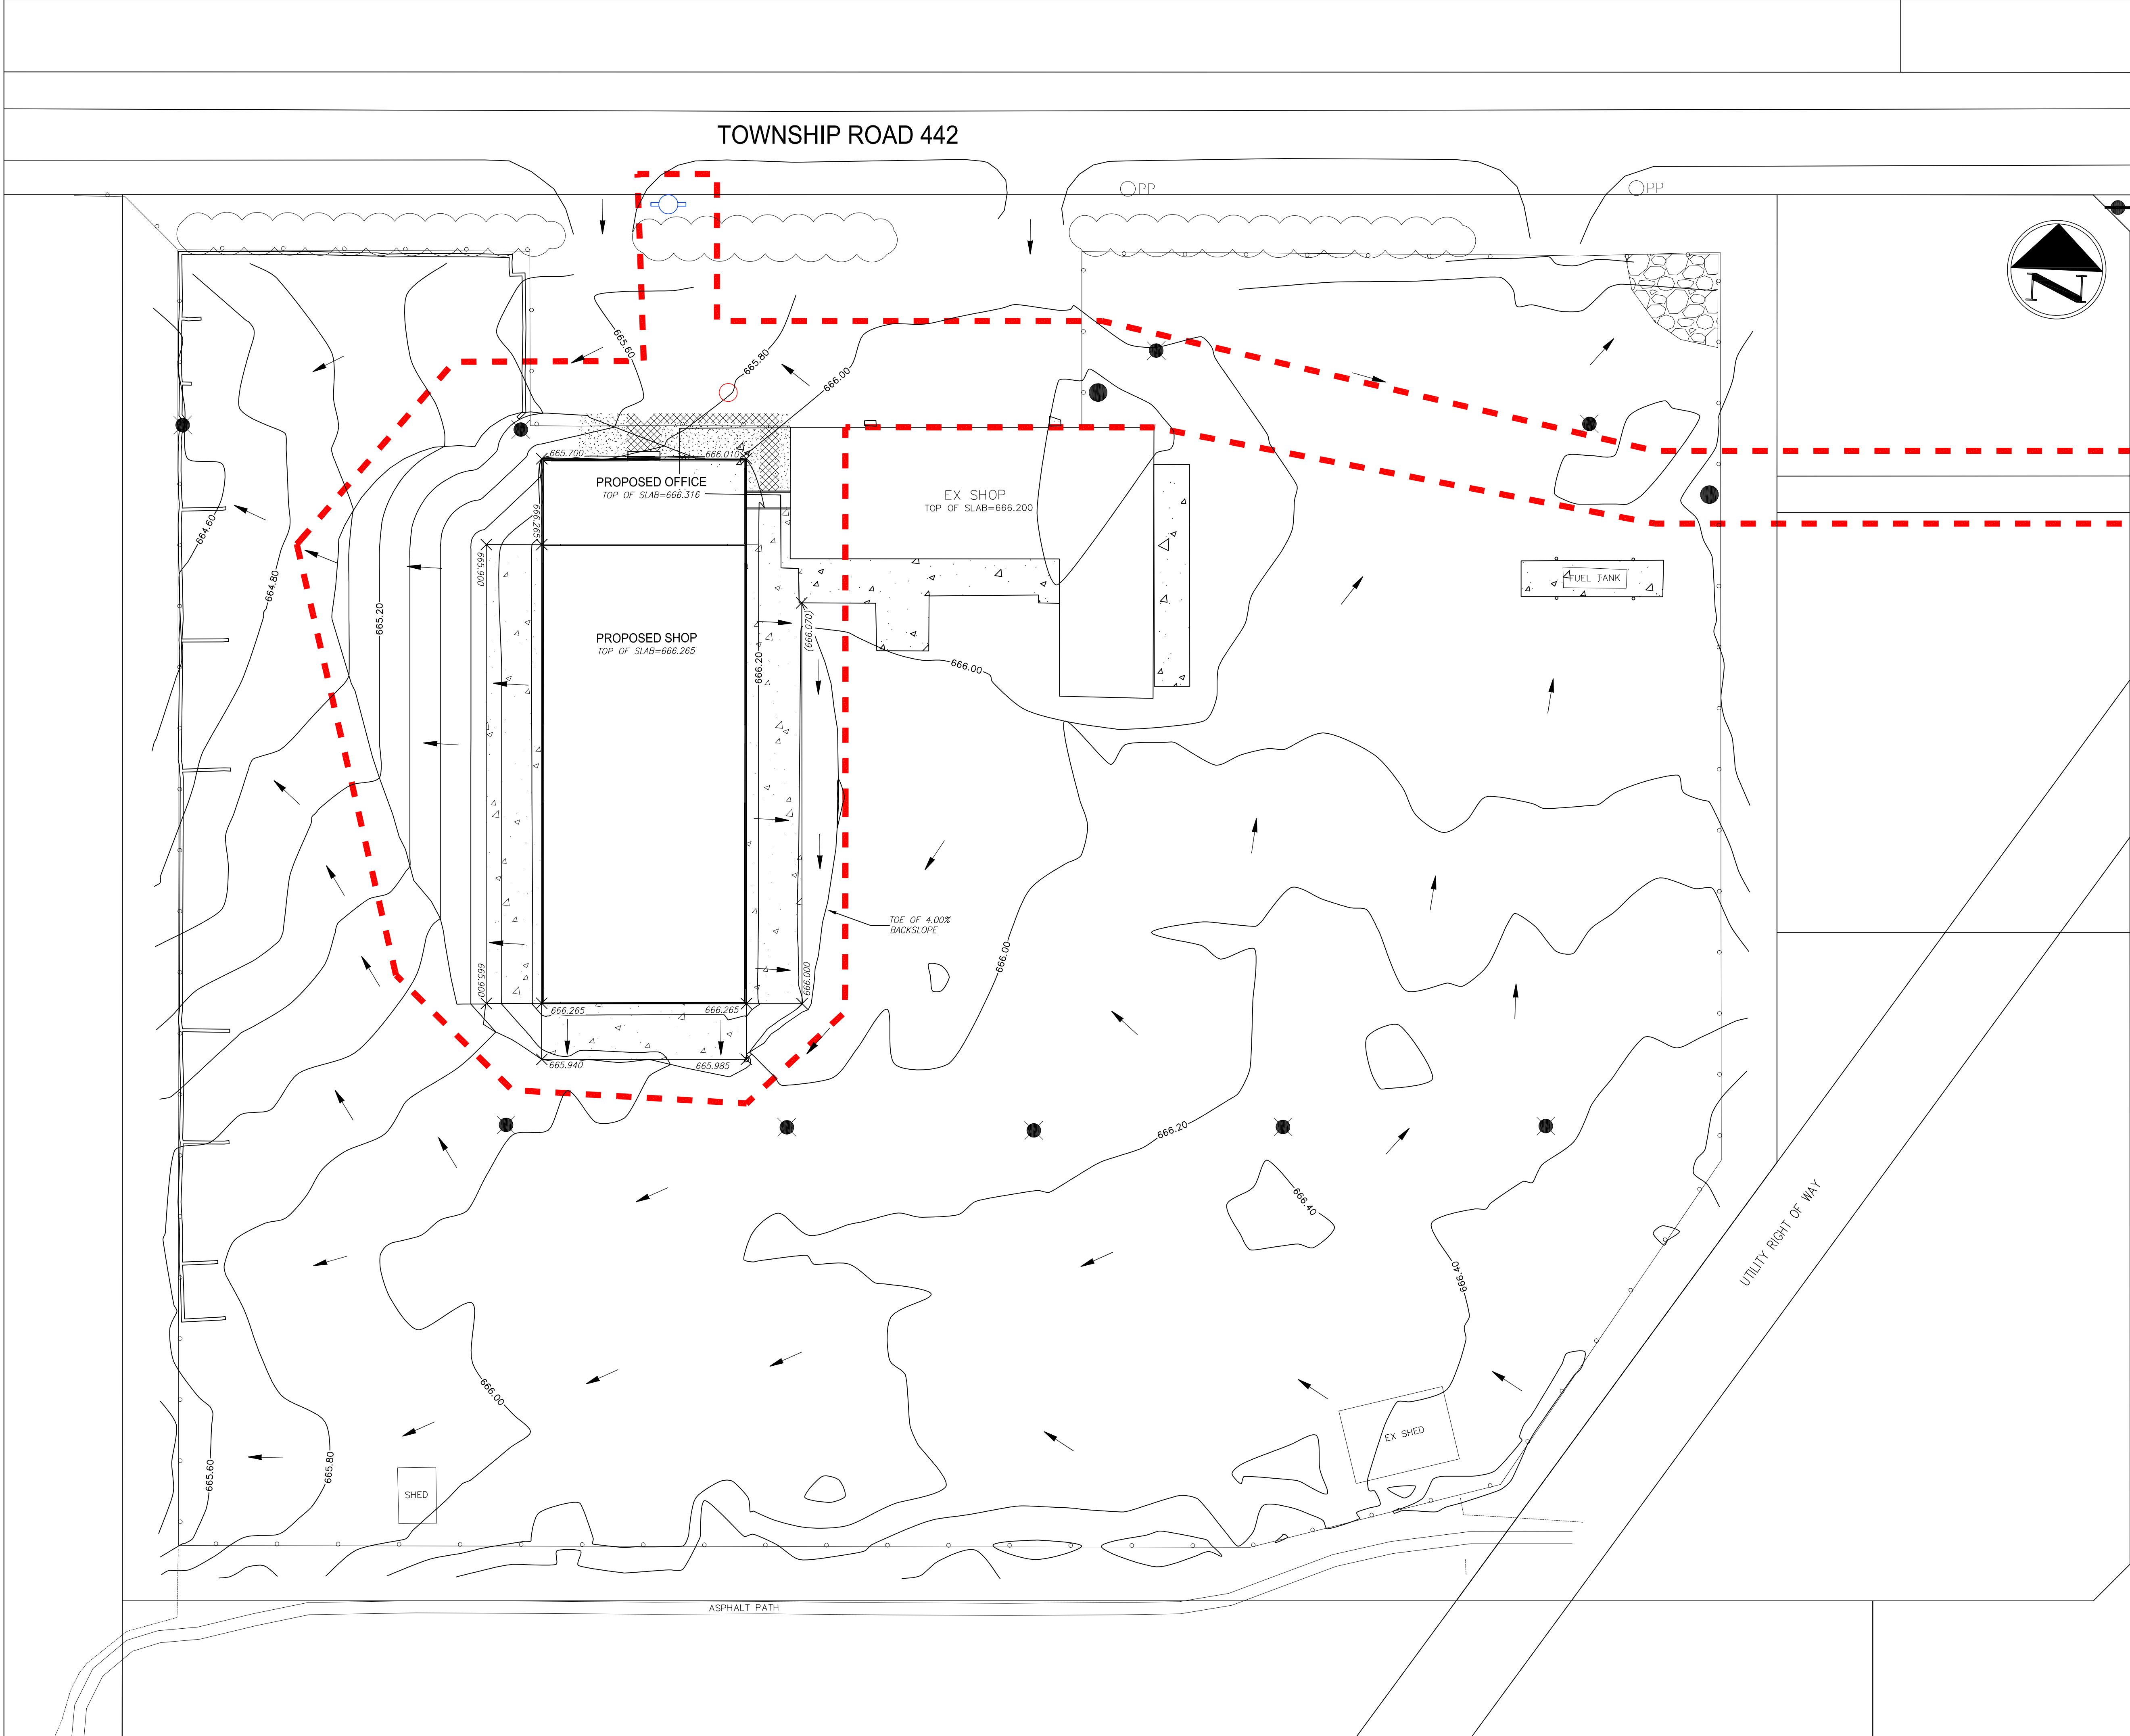 TOWNSHIP ROAD 442
PP
PP
N
665.60
665.80
666.00
665.700
666.010
PROPOSED OFFICE
TOP OF SLAB=666.316
EX SHOP
TOP OF SLAB=666.200
664.60
666.265
665.900
664.80
FUEL TANK
665.20
PROPOSED SHOP
TOP OF SLAB=666.265
(666.070)
666.20
666.00
TOE OF 4.00%
BACKSLOPE
666.00
665.900
666.000
666.265
666.265
665.940
665.985
666.20
666.40
UTILITY RIGHT OF WAY
666.40
666.00
EX SHED
665.60
665.80
SHED
ASPHALT PATH